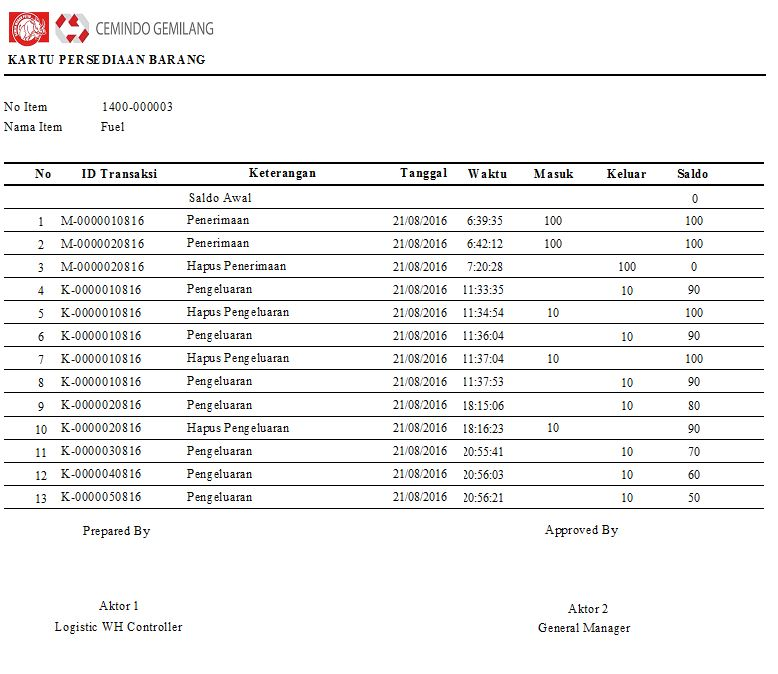 CEMINDO GEMILANG
KARTU PERSEDIAAN BARANG
No Item 1400-000003
Nama Item Fuel
No ID Transaksi Keterangan Tanggal Waktu Masuk Keluar Saldo
Saldo Awal 0
1 M-0000010816 Penerimaan 21/08/2016 6:39:35 100 100
2 M-0000020816 Penerimaan 21/08/2016 6:42:12 100 100
3 M-0000020816 Hapus Penerimaan 21/08/2016 7:20:28 100 0
4 K-0000010816 Pengeluaran 21/08/2016 11:33:35 10 90
5 K-0000010816 Hapus Pengeluaran 21/08/2016 11:34:54 10 100
6 K-0000010816 Pengeluaran 21/08/2016 11:36:04 10 90
7 K-0000010816 Hapus Pengeluaran 21/08/2016 11:37:04 10 100
8 K-0000010816 Pengeluaran 21/08/2016 11:37:53 10 90
9 K-0000020816 Pengeluaran 21/08/2016 18:15:06 10 80
10 K-0000020816 Hapus Pengeluaran 21/08/2016 18:16:23 10 90
11 K-0000030816 Pengeluaran 21/08/2016 20:55:41 10 70
12 K-0000040816 Pengeluaran 21/08/2016 20:56:03 10 60
13 K-0000050816 Pengeluaran 21/08/2016 20:56:21 10 50
Prepared By Approved By
Aktor 1 Aktor 2
Logistic WH Controller General Manager